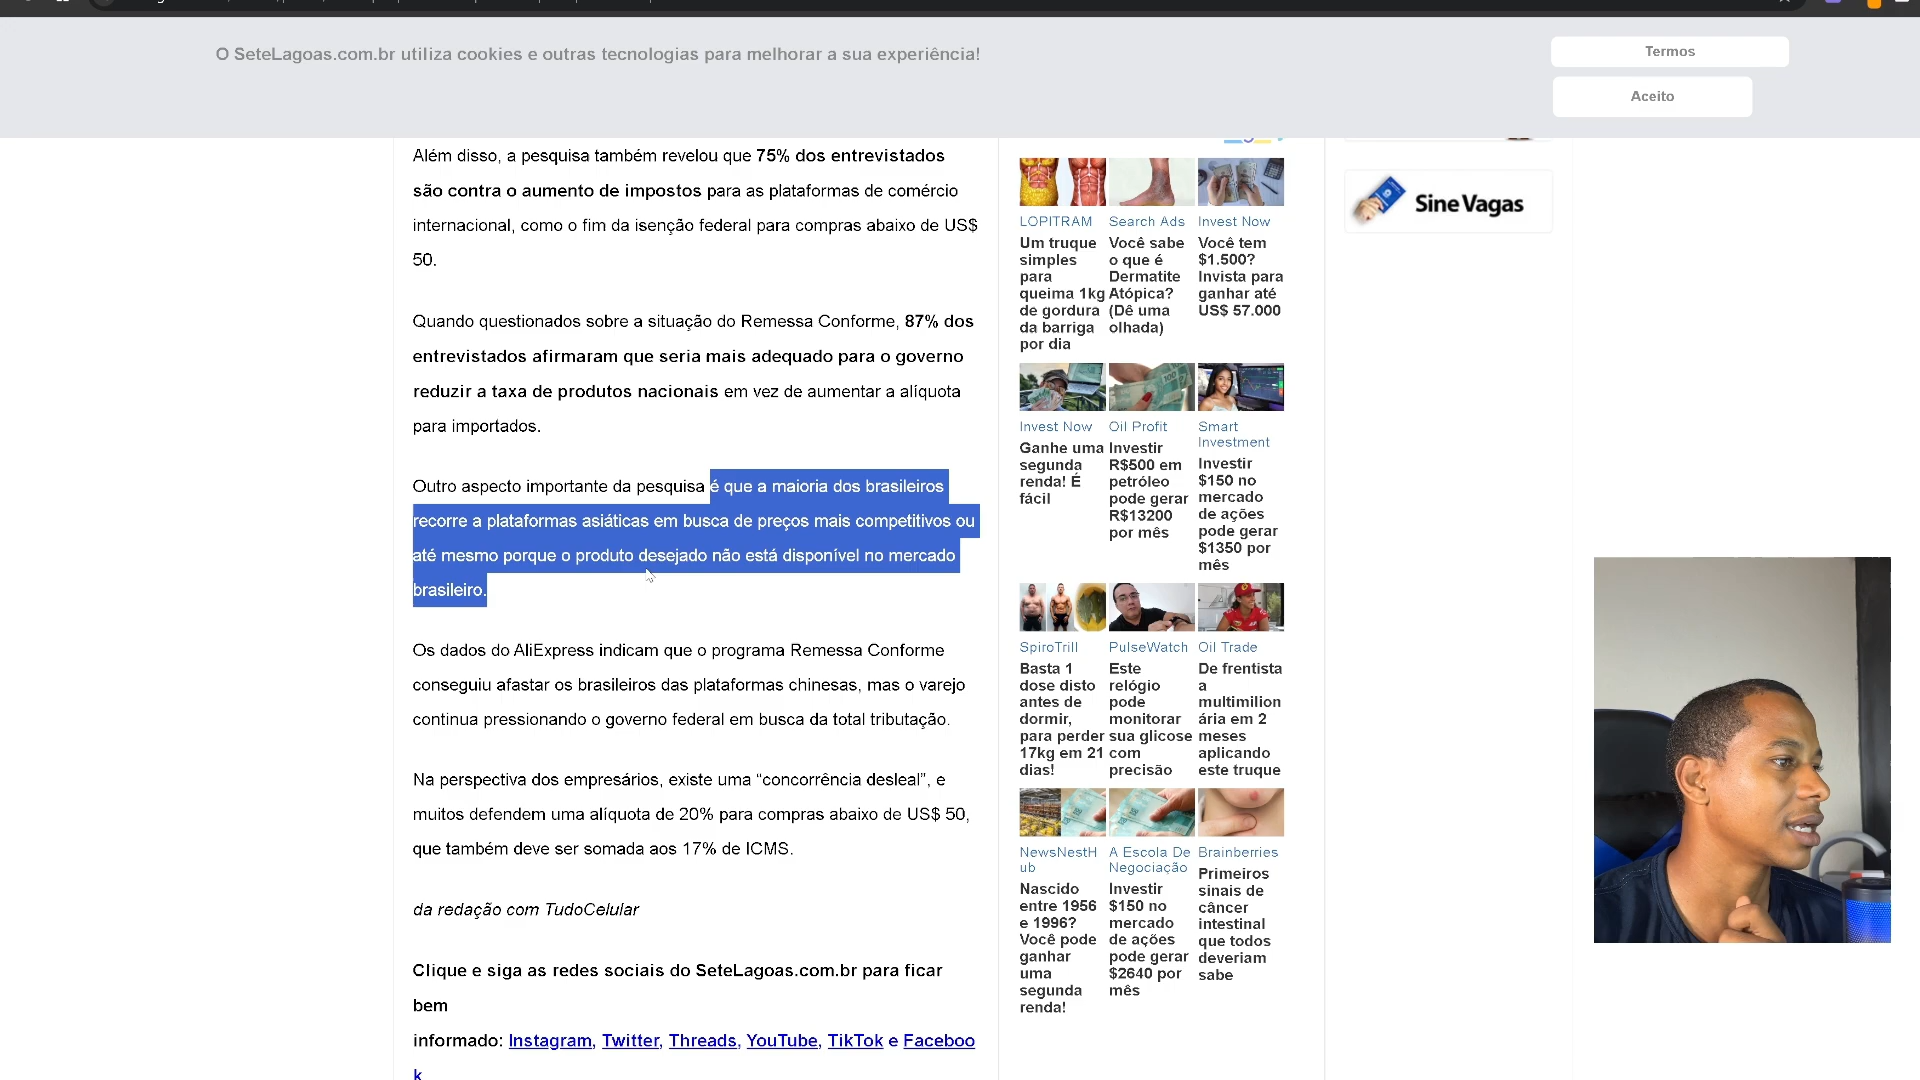 O SeteLagoas.com.br utiliza cookies e outras tecnologias para melhorar a sua experiência!
Termos
Aceito
Além disso, a pesquisa também revelou que 75% dos entrevistados
são contra o aumento de impostos para as plataformas de comércio
internacional, como o fim da isenção federal para compras abaixo de US$
50.
Quando questionados sobre a situação do Remessa Conforme, 87% dos
entrevistados afirmaram que seria mais adequado para o governo
reduzir a taxa de produtos nacionais em vez de aumentar a alíquota
para importados.
Outro aspecto importante da pesquisa é que a maioria dos brasileiros
recorre a plataformas asiáticas em busca de preços mais competitivos ou
até mesmo porque o produto desejado não está disponível no mercado
brasileiro.
Os dados do AliExpress indicam que o programa Remessa Conforme
conseguiu afastar os brasileiros das plataformas chinesas, mas o varejo
continua pressionando o governo federal em busca da total tributação.
Na perspectiva dos empresários, existe uma “concorrência desleal”, e
muitos defendem uma alíquota de 20% para compras abaixo de US$ 50,
que também deve ser somada aos 17% de ICMS.
da redação com TudoCelular
Clique e siga as redes sociais do SeteLagoas.com.br para ficar
bem
informado: Instagram, Twitter, Threads, YouTube, TikTok e Faceboo
k
LOPITRAM
Um truque
simples
para
queima 1kg
de gordura
da barriga
por dia
Search Ads
Você sabe
o que é
Dermatite
Atópica?
(Dê uma
olhada)
Invest Now
Você tem
$1.500?
Invista para
ganhar até
US$ 57.000
Invest Now
Ganhe uma
segunda
renda! É
fácil
Oil Profit
Investir
R$500 em
petróleo
pode gerar
R$13200
por mês
Smart
Investment
Investir
$150 no
mercado
de ações
pode gerar
$1350 por
mês
SpiroTrill
Basta 1
dose disto
antes de
dormir,
para perder
17kg em 21
dias!
PulseWatch
Este
relógio
pode
monitorar
sua glicose
com
precisão
Oil Trade
De frentista
a
multimilion
ária em 2
meses
aplicando
este truque
NewsNestH
ub
Nascido
entre 1956
e 1996?
Você pode
ganhar
uma
segunda
renda!
A Escola De
Negociação
Investir
$150 no
mercado
de ações
pode gerar
$2640 por
mês
Brainberries
Primeiros
sinais de
câncer
intestinal
que todos
deveriam
sabe
Sine Vagas